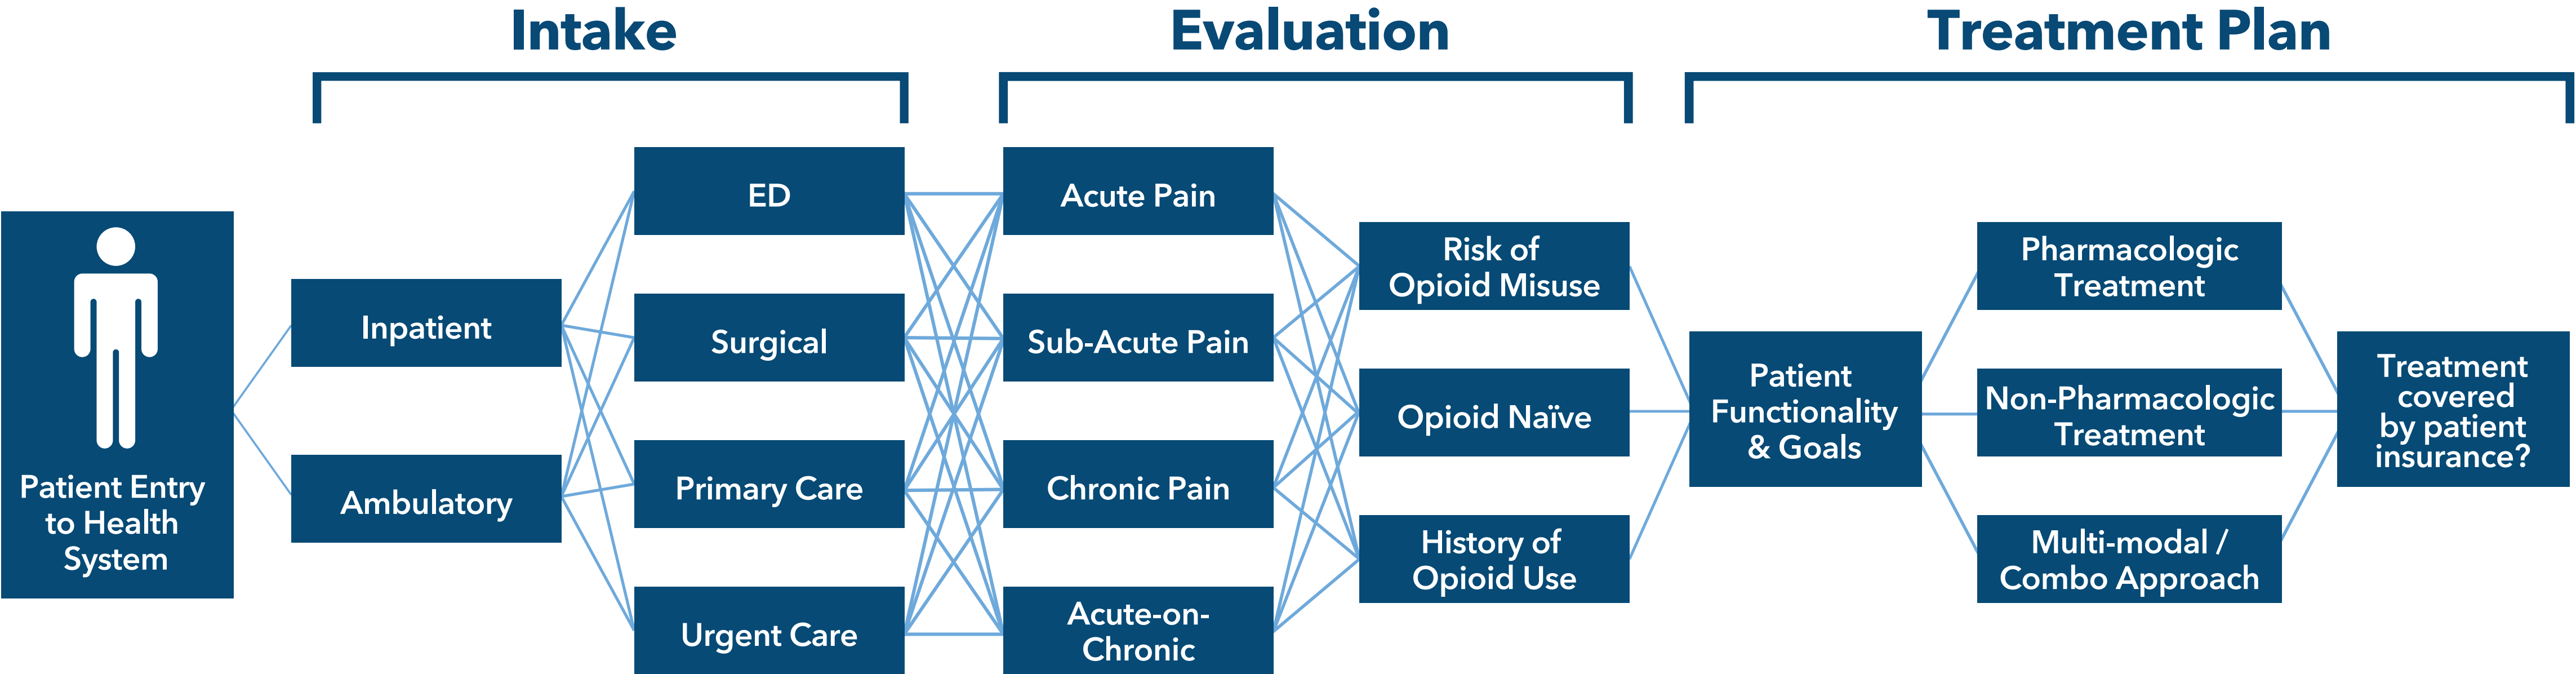 Intake
Evaluation
Treatment Plan
Patient Entry
to Health
System
Inpatient
Ambulatory
ED
Surgical
Primary Care
Urgent Care
Acute Pain
Sub-Acute Pain
Chronic Pain
Acute-on-
Chronic
Risk of
Opioid Misuse
Opioid Naïve
History of
Opioid Use
Patient
Functionality
& Goals
Pharmacologic
Treatment
Non-Pharmacologic
Treatment
Multi-modal /
Combo Approach
Treatment
covered
by patient
insurance?